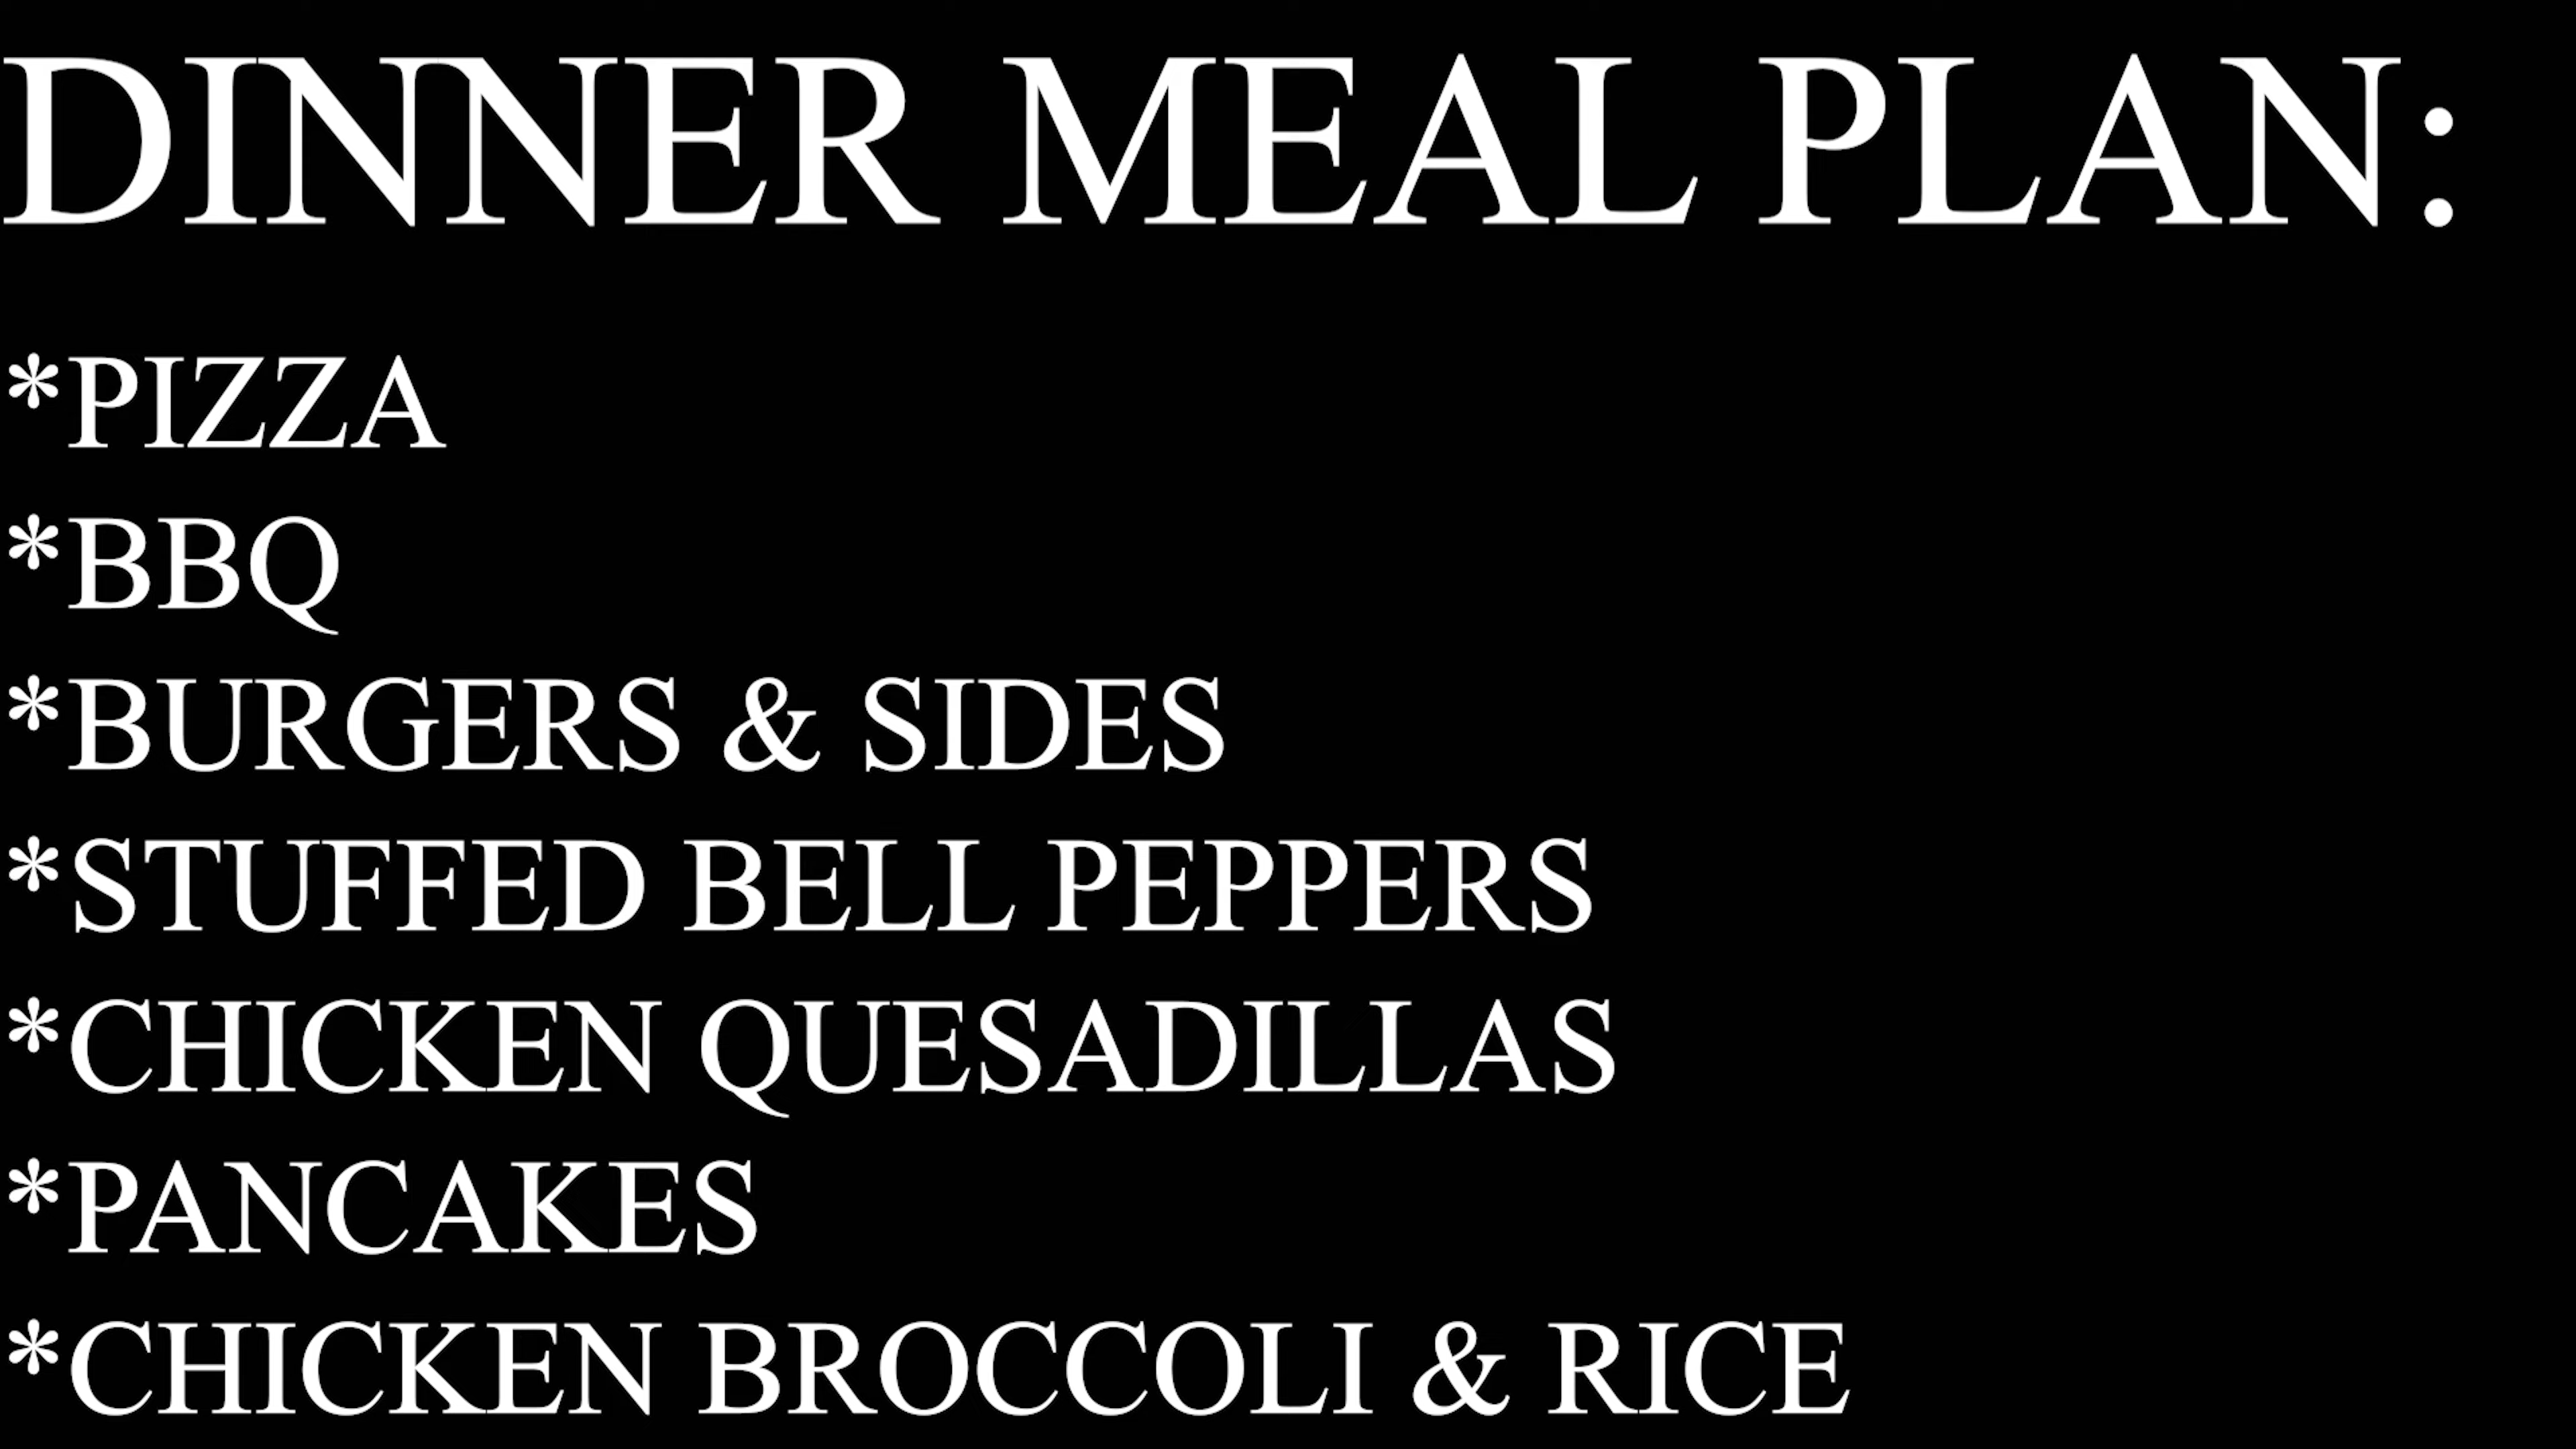 DINNER MEAL PLAN:
*PIZZA
*BBQ
*BURGERS & SIDES
*STUFFED BELL PEPPERS
*CHICKEN QUESADILLAS
*PANCAKES
*CHICKEN BROCCOLI & RICE